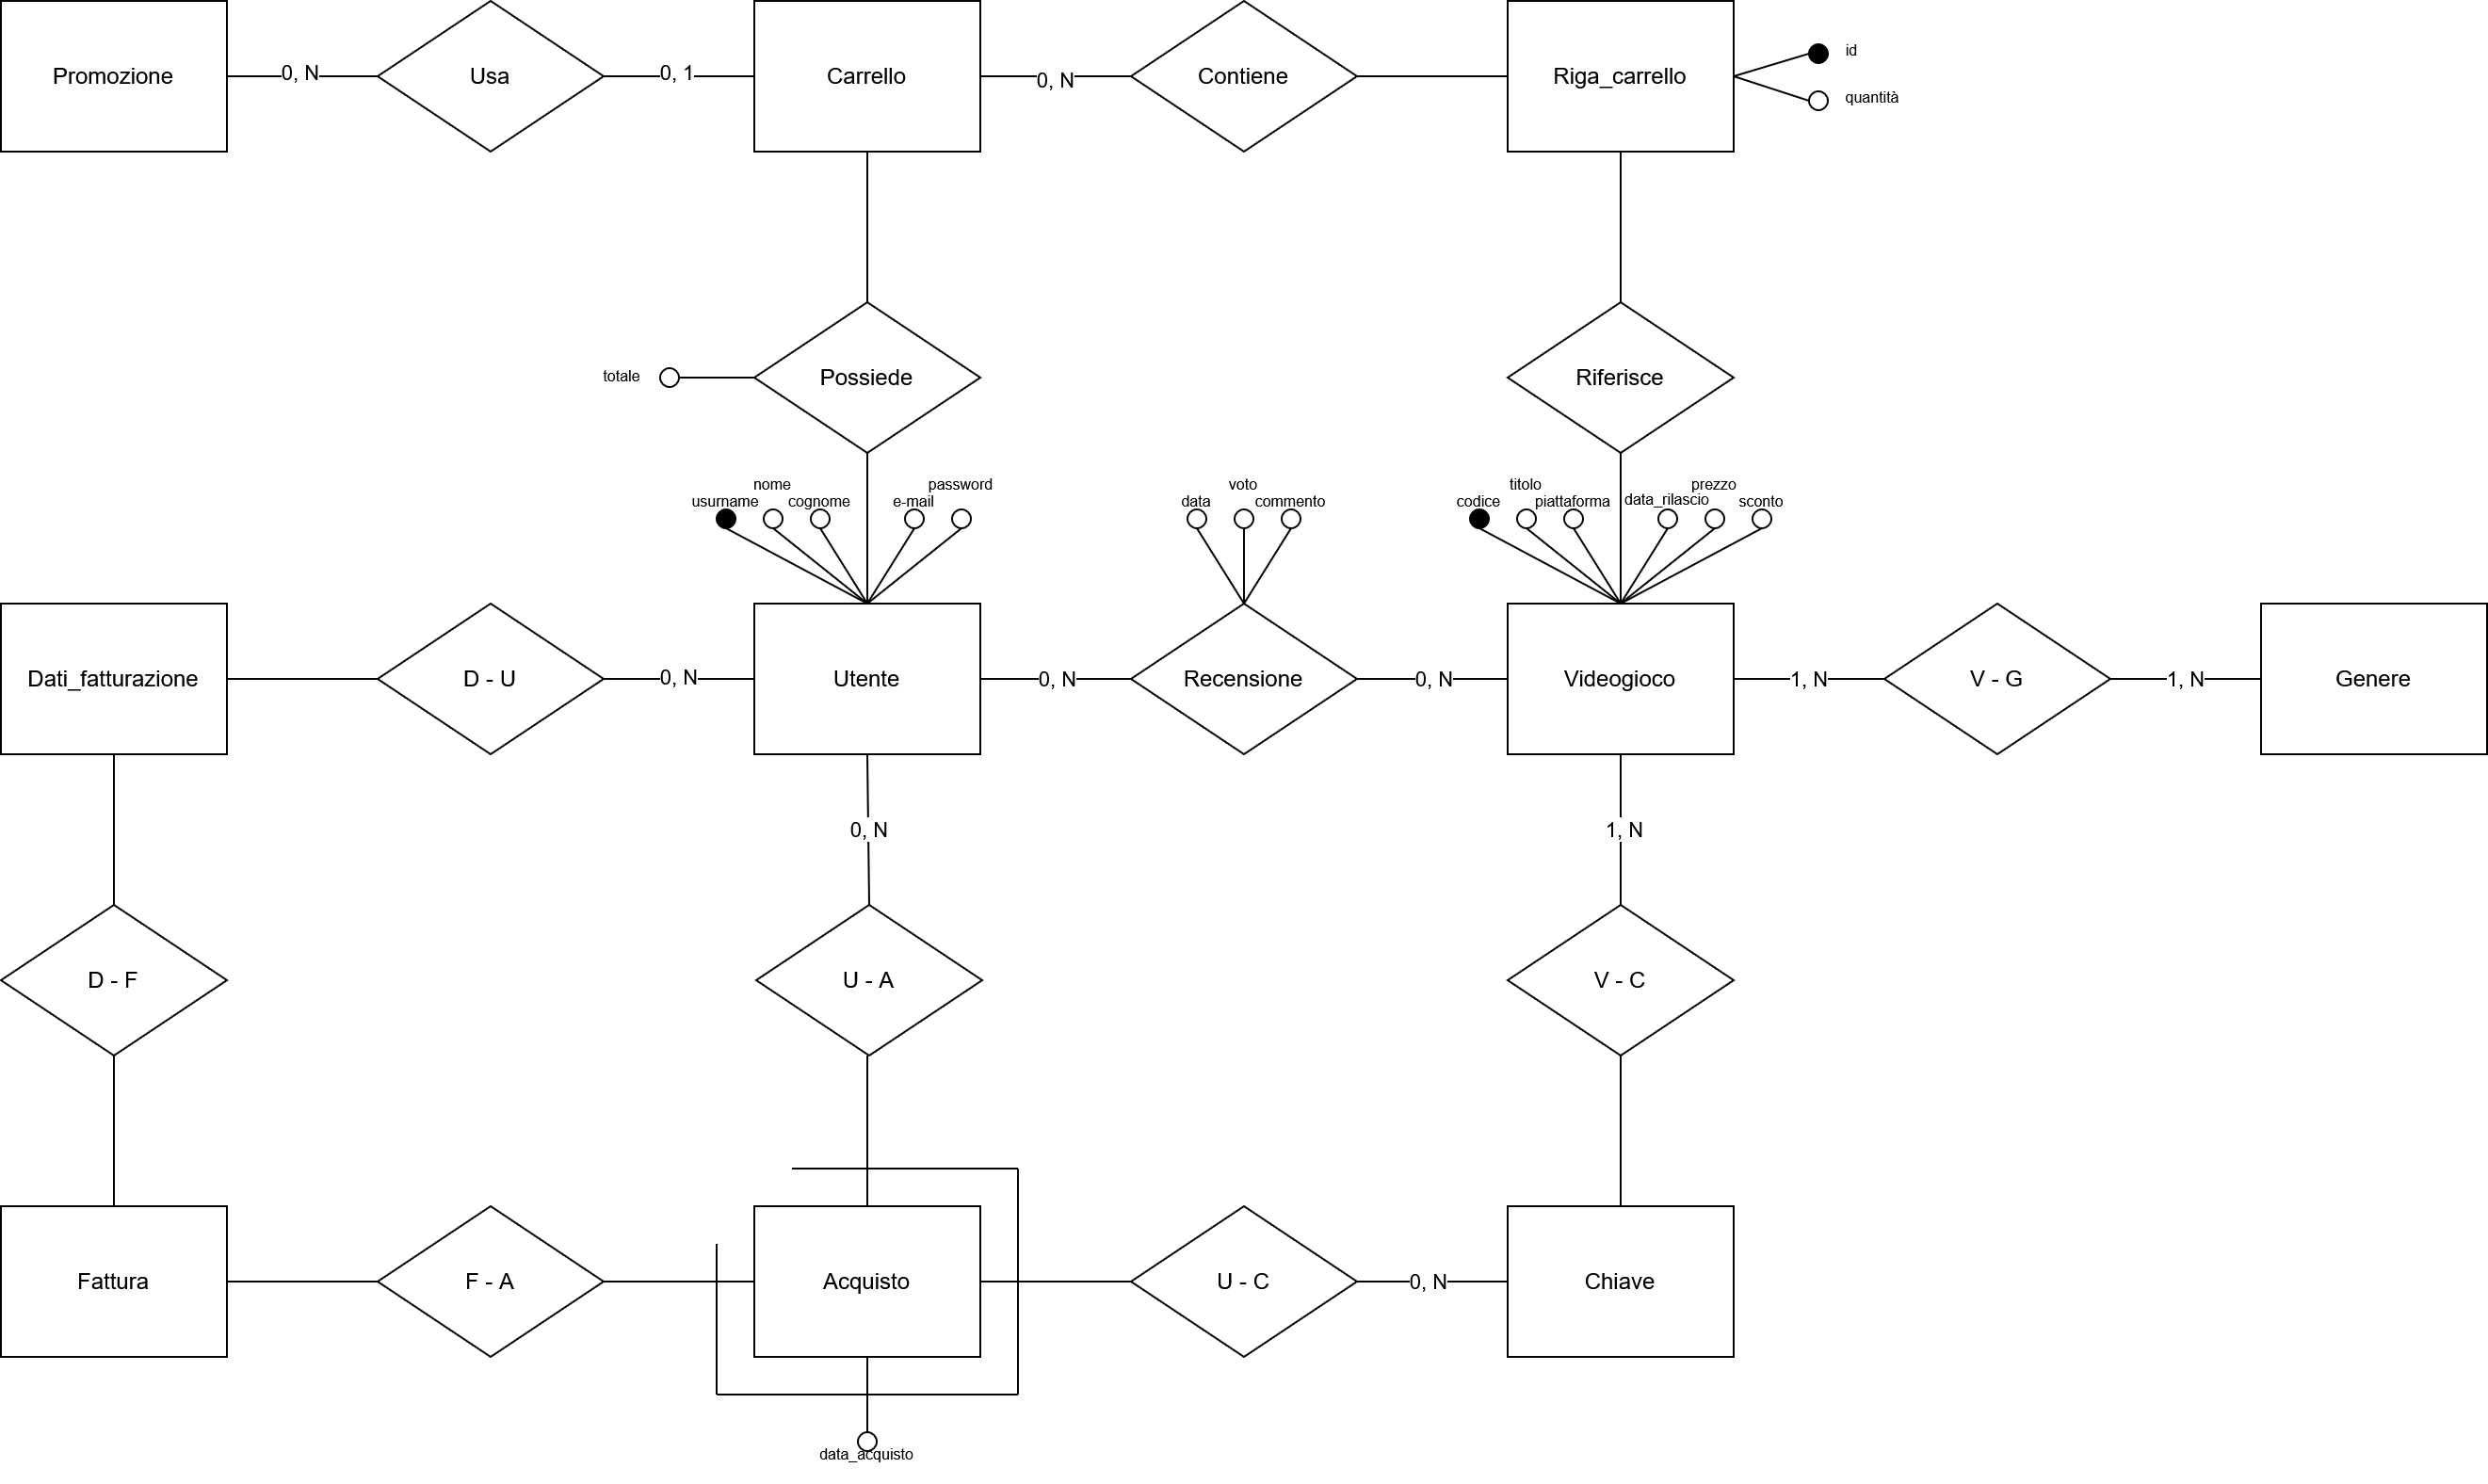 Promozione
0, N
Usa
0, 1
Carrello
0, N
Contiene
Riga_carrello
id
quantità
totale
Possiede
Riferisce
usurname
nome
cognome
e-mail
password
data
voto
commento
codice
titolo
piattaforma
data_rilascio
prezzo
sconto
Dati_fatturazione
D - U
0, N
Utente
0, N
Recensione
0, N
Videogioco
1, N
V - G
1, N
Genere
0, N
1, N
D - F
U - A
V - C
Fattura
F - A
Acquisto
U - C
0, N
Chiave
data_acquisto